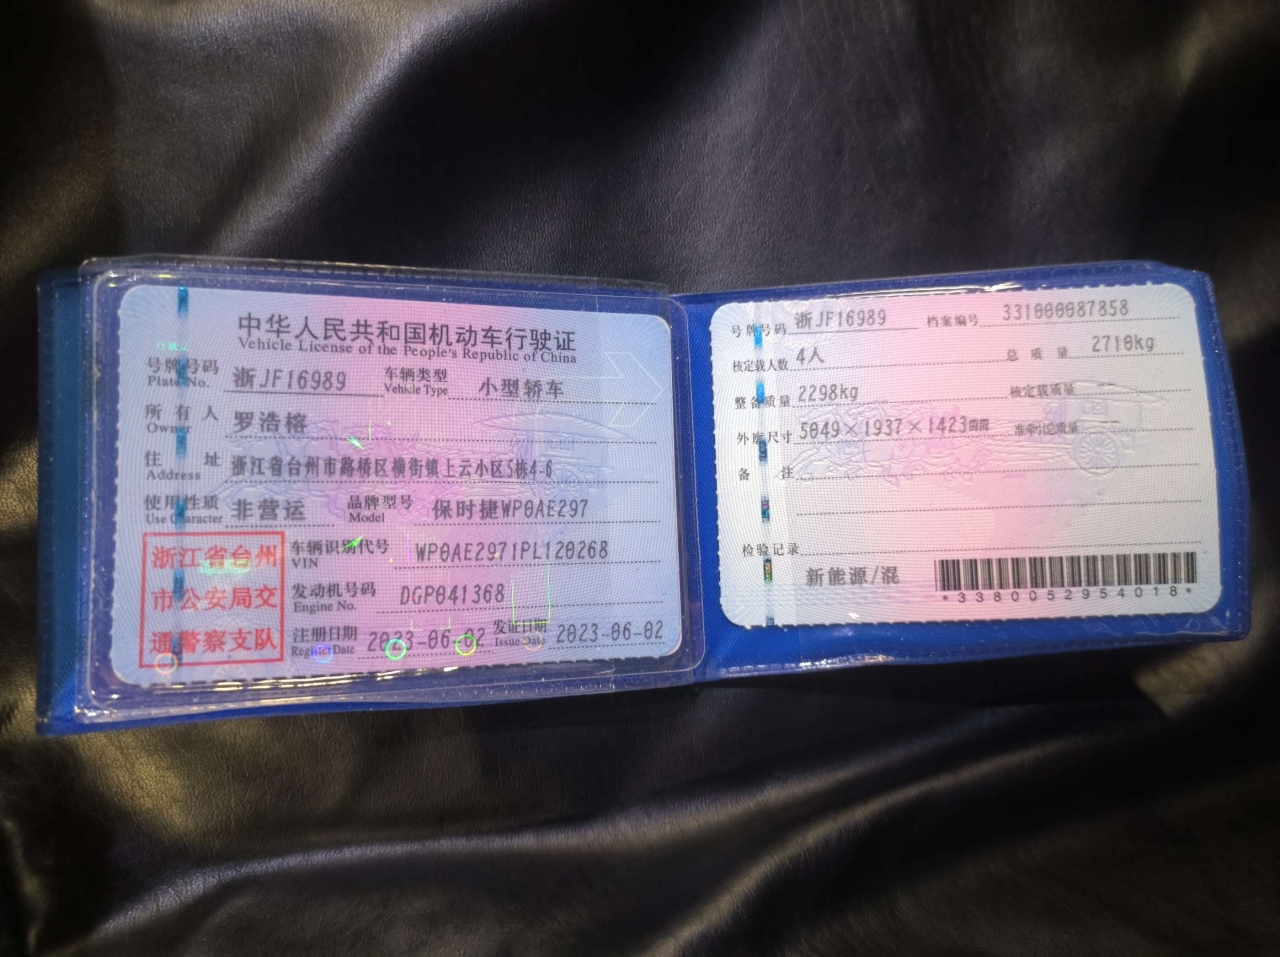 中华人民共和国机动车行驶证
Vehicle License of the People's Republic of China
号牌号码 浙JF16989 车辆类型 小型轿车
Plate No. Vehicle Type
所有人 罗浩榕
Owner
住址 浙江省台州市路桥区横街镇上云小区5栋4-6
Address
使用性质 非营运 品牌型号 保时捷WP0AE297
Use Character Model
浙江省台州
市公安局交
通警察支队
车辆识别代号 WP0AE2971PL120268
VIN
发动机号码 DGP041368
Engine No.
注册日期 2023-06-02 发证日期 2023-06-02
Register Date Issue Date
号牌号码 浙JF16989 档案编号 331000087858
核定载人数 4人 总质量 2710kg
整备质量 2298kg 核定载质量 --
外廓尺寸 5049×1937×1423mm 准牵引总质量 --
备注
检验记录
新能源/混
*3380052954018*